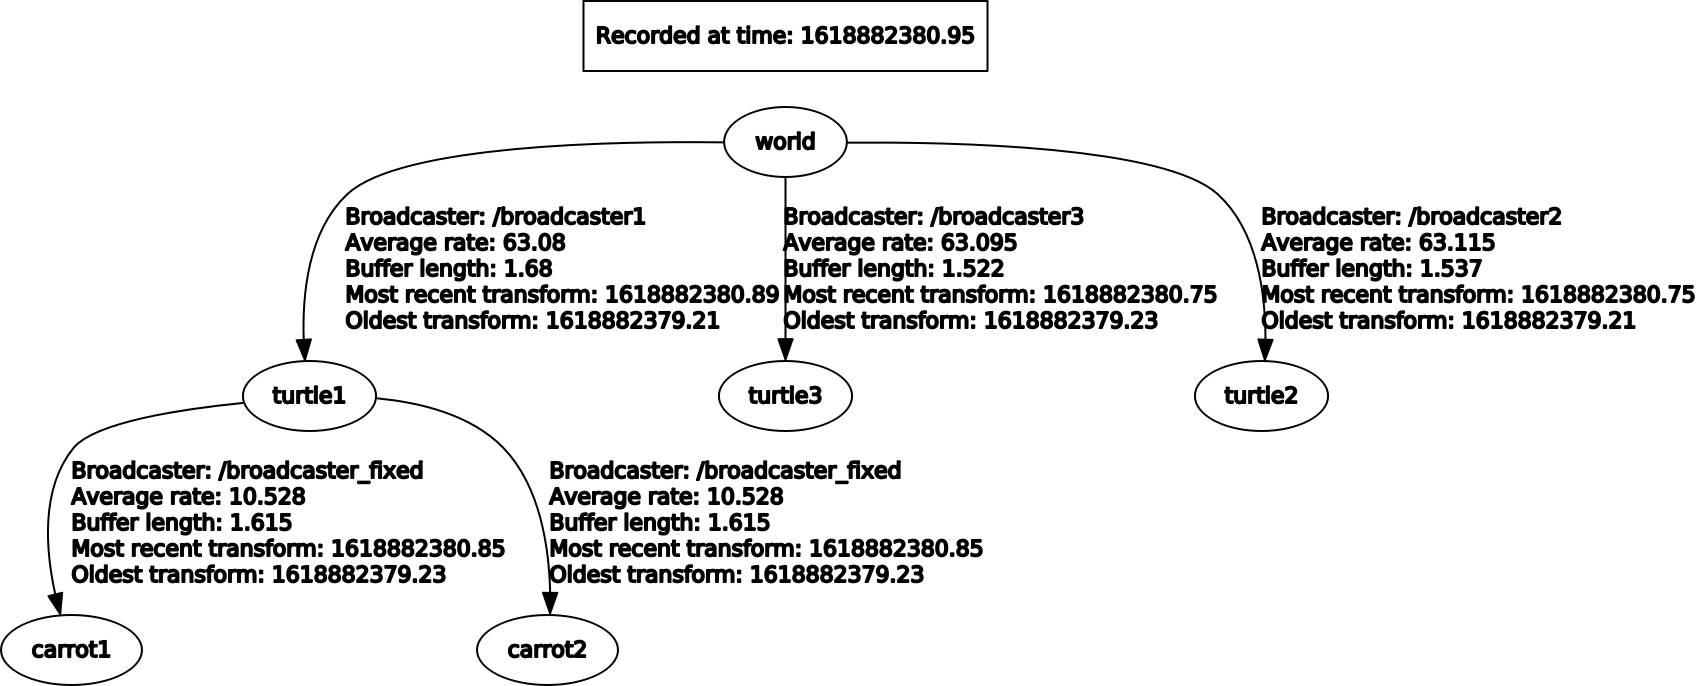 Recorded at time: 1618882380.95
world
Broadcaster: /broadcaster1
Average rate: 63.08
Buffer length: 1.68
Most recent transform: 1618882380.89
Oldest transform: 1618882379.21
Broadcaster: /broadcaster3
Average rate: 63.095
Buffer length: 1.522
Most recent transform: 1618882380.75
Oldest transform: 1618882379.23
Broadcaster: /broadcaster2
Average rate: 63.115
Buffer length: 1.537
Most recent transform: 1618882380.75
Oldest transform: 1618882379.21
turtle1
turtle3
turtle2
Broadcaster: /broadcaster_fixed
Average rate: 10.528
Buffer length: 1.615
Most recent transform: 1618882380.85
Oldest transform: 1618882379.23
Broadcaster: /broadcaster_fixed
Average rate: 10.528
Buffer length: 1.615
Most recent transform: 1618882380.85
Oldest transform: 1618882379.23
carrot1
carrot2